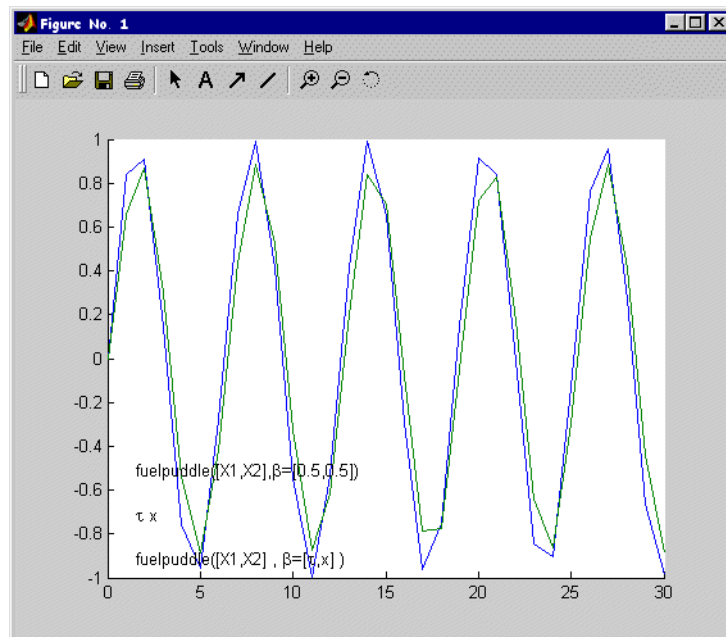 Figure No. 1
File Edit View Insert Tools Window Help
A
1
0.8
0.6
0.4
0.2
0
-0.2
-0.4
-0.6
-0.8
-1
fuelpuddle([X1,X2],β=[0.5,0.5])
τ x
fuelpuddle([X1,X2] , β=[τ,x] )
0 5 10 15 20 25 30